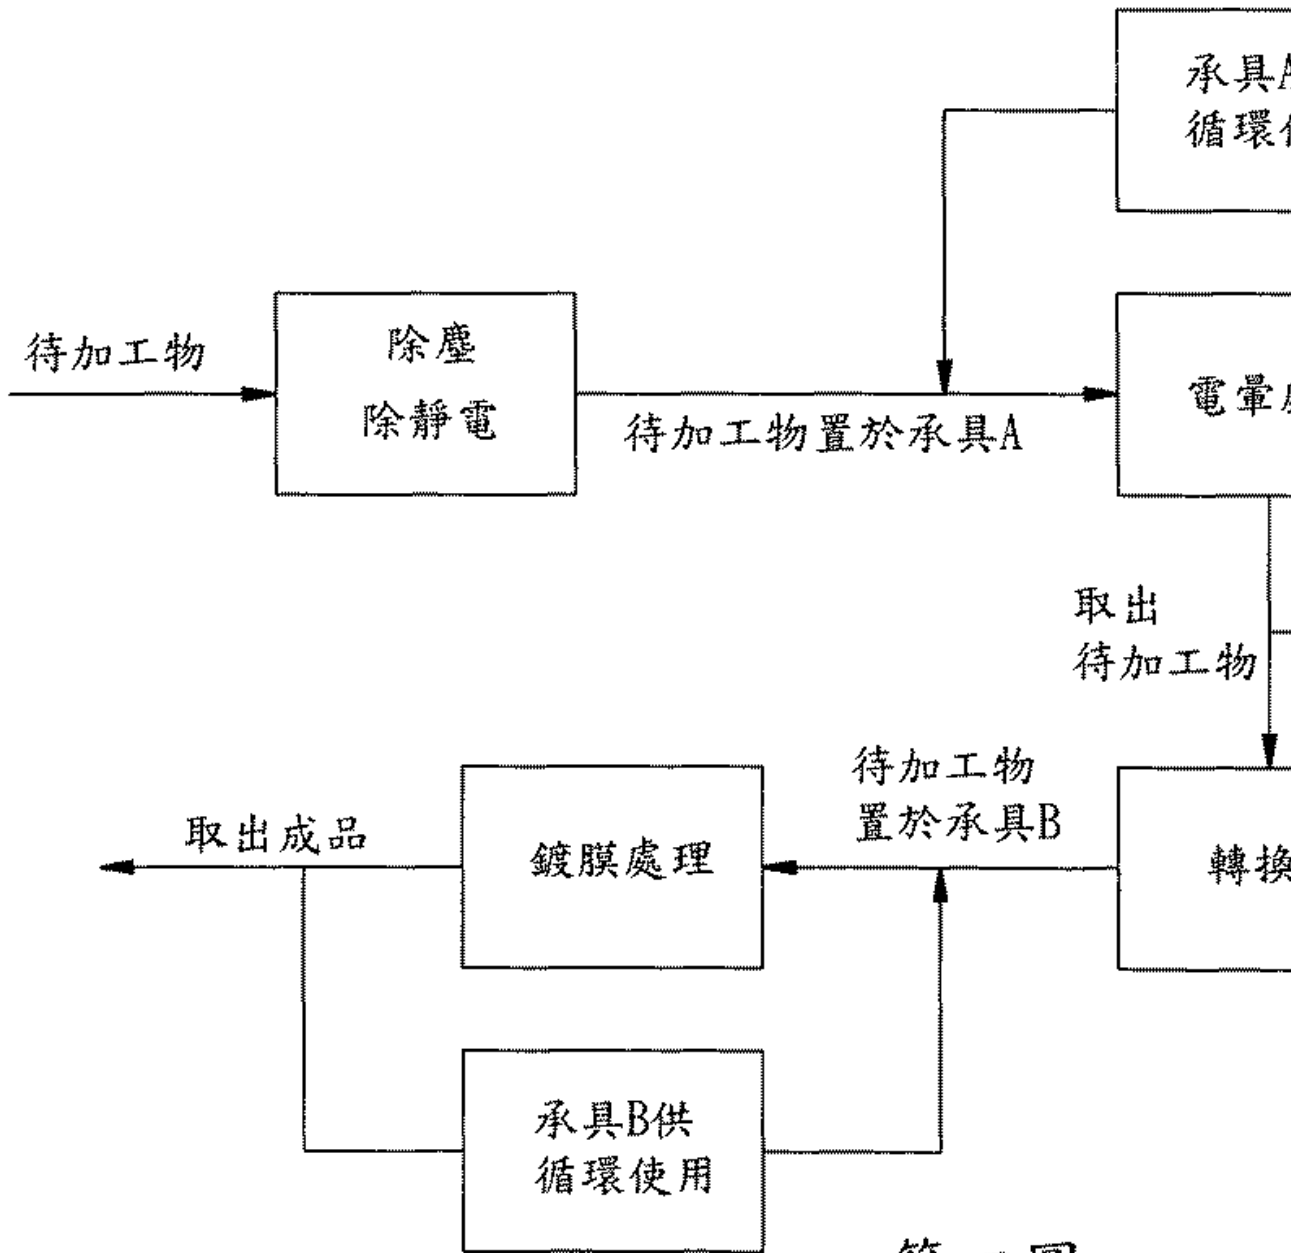 承具A
循環
待加工物
除塵
除靜電
待加工物置於承具A
電暈
取出
待加工物
待加工物
置於承具B
取出成品
鍍膜處理
轉換
承具B供
循環使用